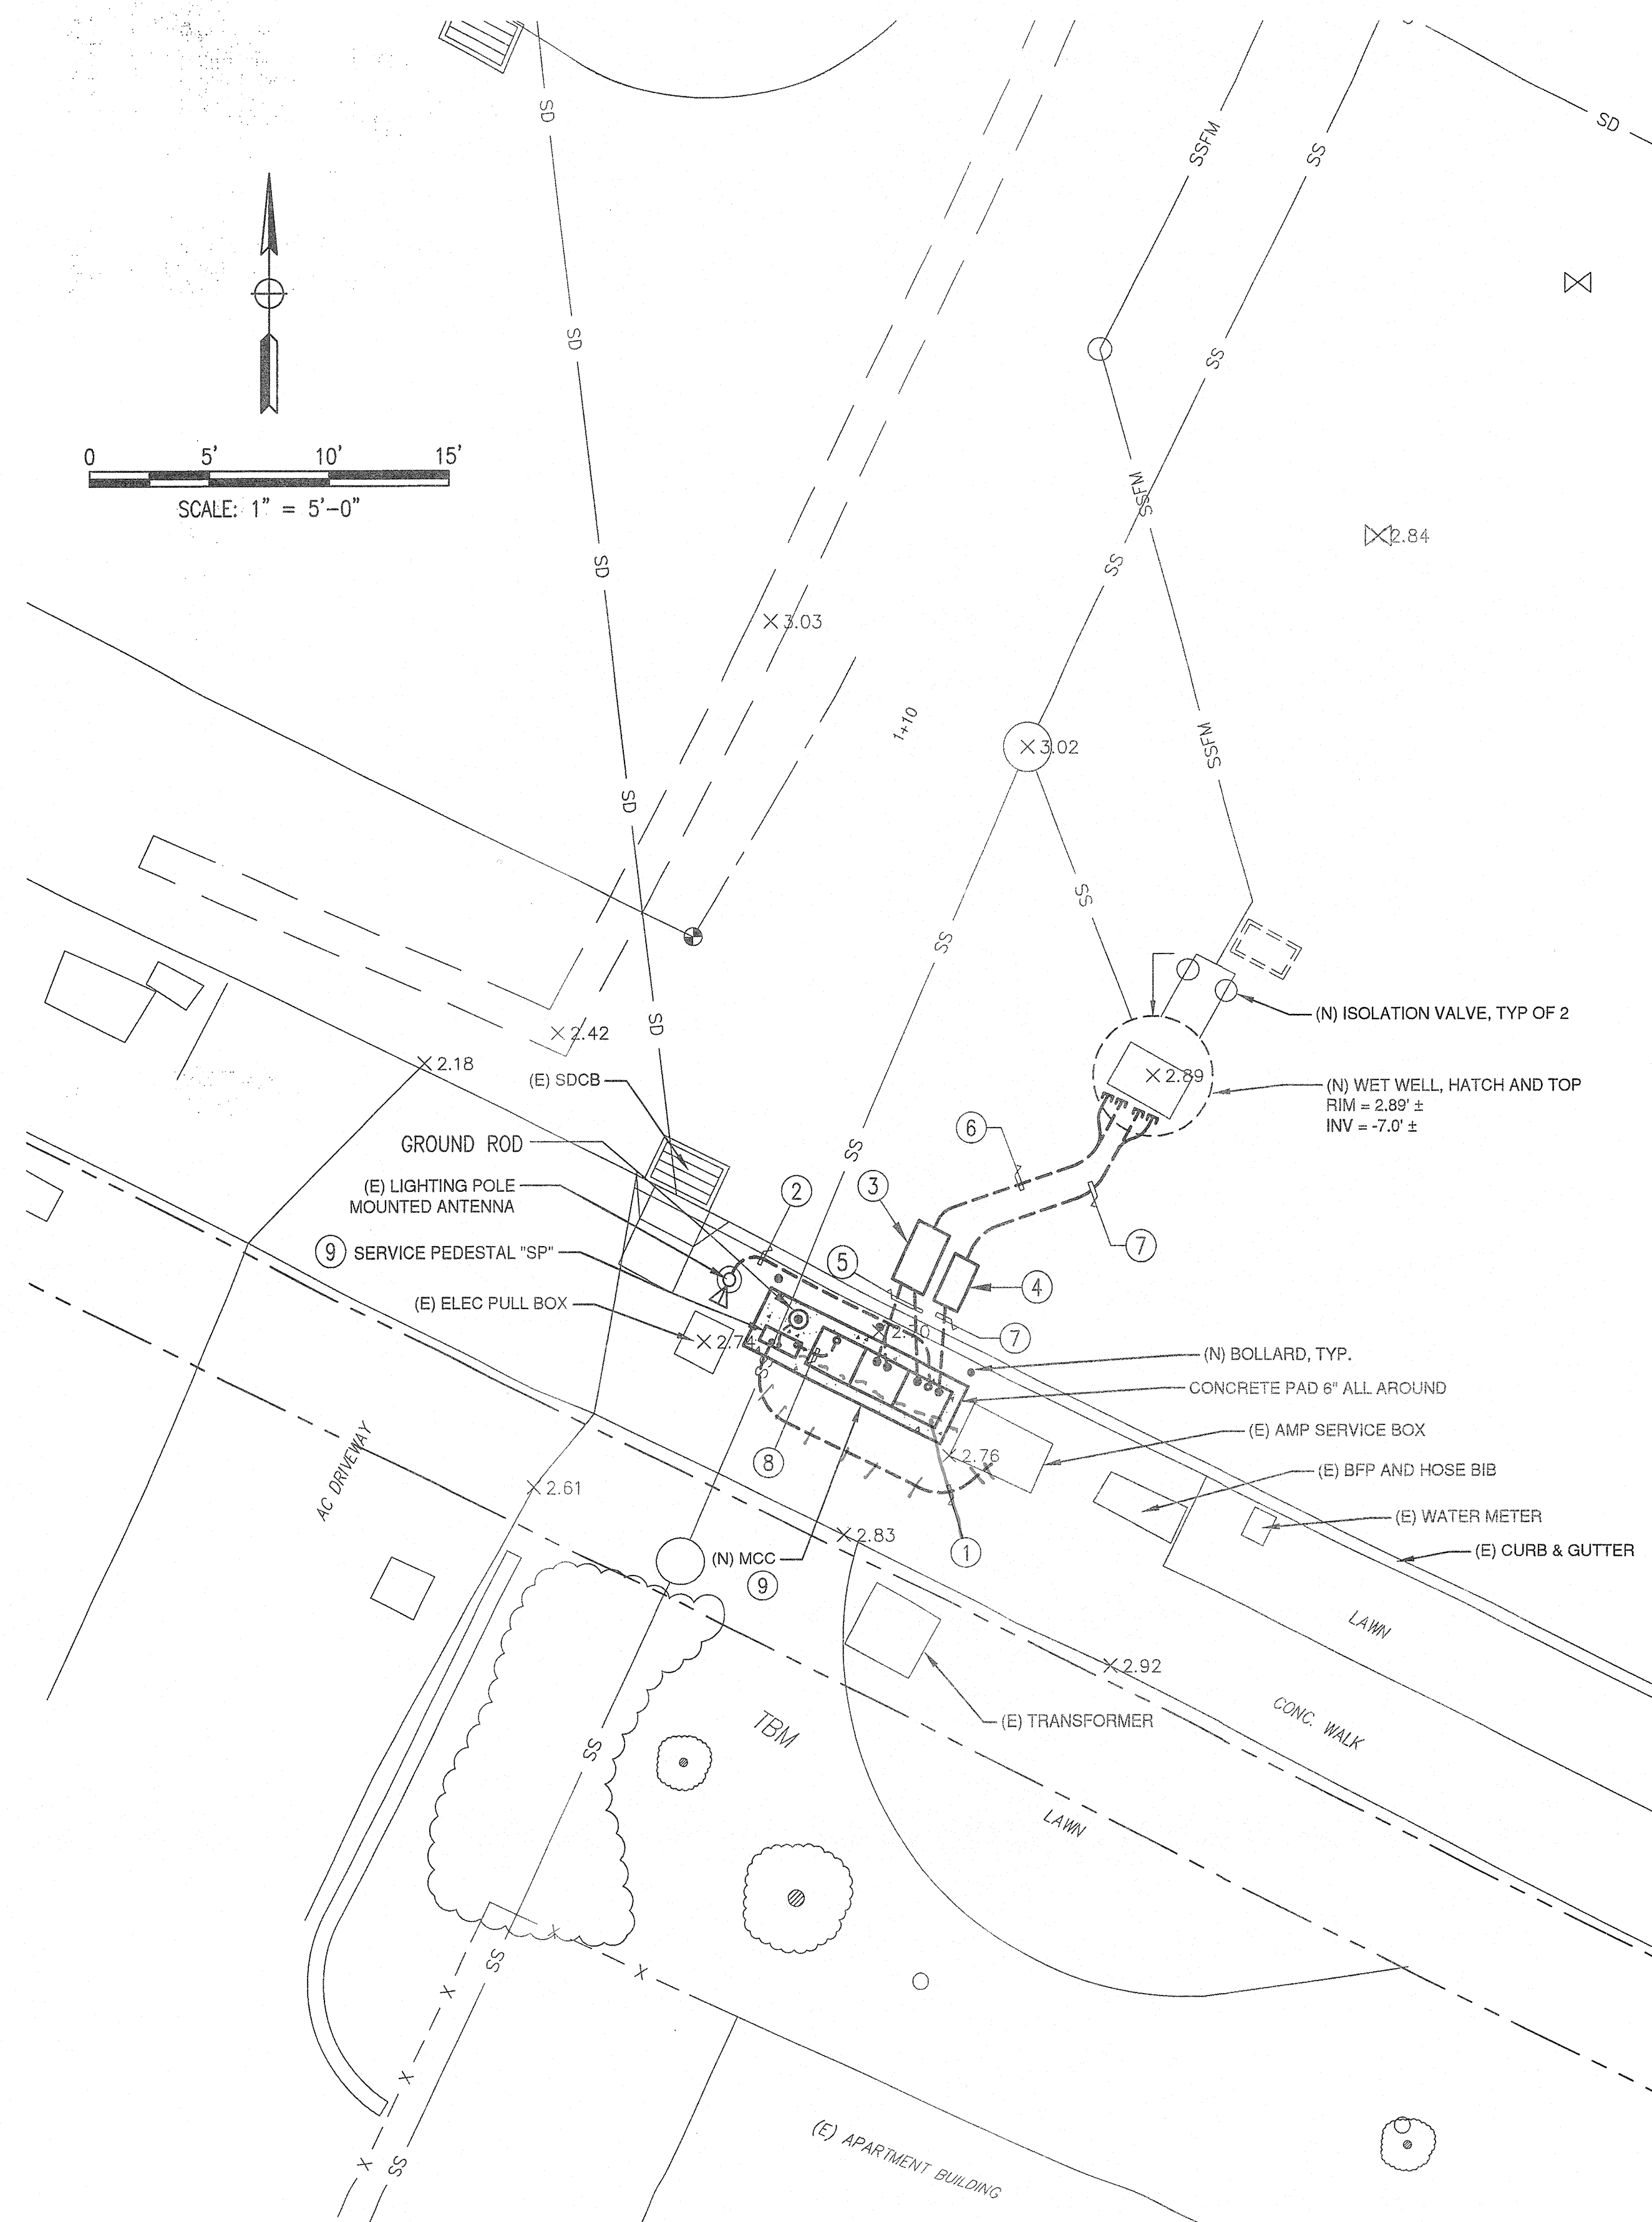 SD
SSFM
SS
SD
SD
SS
0 5' 10' 15'
SCALE: 1" = 5'-0"
SSFM
2.84
SD
SS
3.03
1+10
3.02
SSFM
SD
SS
SS
(N) ISOLATION VALVE, TYP OF 2
SD
2.42
2.18
2.89
(E) SDCB
(N) WET WELL, HATCH AND TOP
RIM = 2.89' ±
INV = -7.0' ±
6
GROUND ROD
SS
(E) LIGHTING POLE
MOUNTED ANTENNA
2
3
9 SERVICE PEDESTAL "SP"
7
5
4
(E) ELEC PULL BOX
2.74
2.70
7
(N) BOLLARD, TYP.
SS
CONCRETE PAD 6" ALL AROUND
(E) AMP SERVICE BOX
2.76
8
(E) BFP AND HOSE BIB
AC DRIVEWAY
2.61
(E) WATER METER
2.83
1
(E) CURB & GUTTER
(N) MCC
9
LAWN
2.92
CONC. WALK
(E) TRANSFORMER
TBM
SS
LAWN
X
SS
X
X
X
X
SS
(E) APARTMENT BUILDING